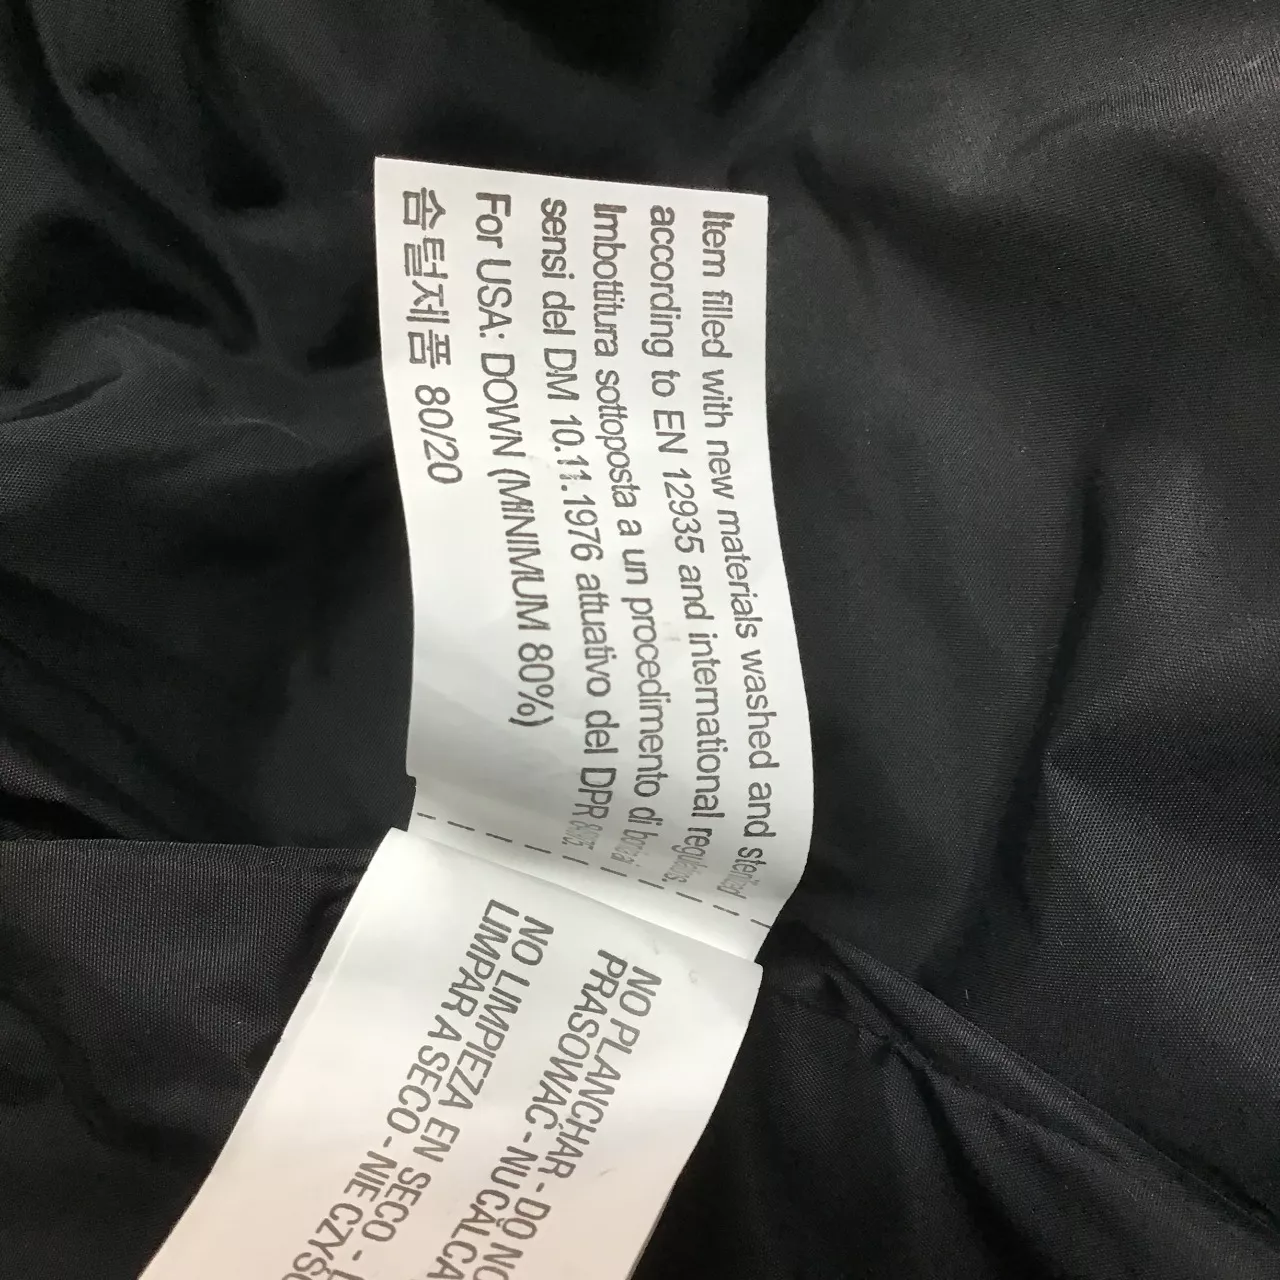 Item filled with new materials washed and sterilized
according to EN 12935 and international
Imbottitura sottoposta a un procedimento di
sensi del DM 10.11.1976 attuativo del DPR
For USA: DOWN (MINIMUM 80%)
솜털제품 80/20
NO PLANCHAR - DO NO
PRASOWAĆ - NU CĂLCA
NO LIMPIEZA EN SECO -
LIMPAR A SECO - NIE CZYŚ